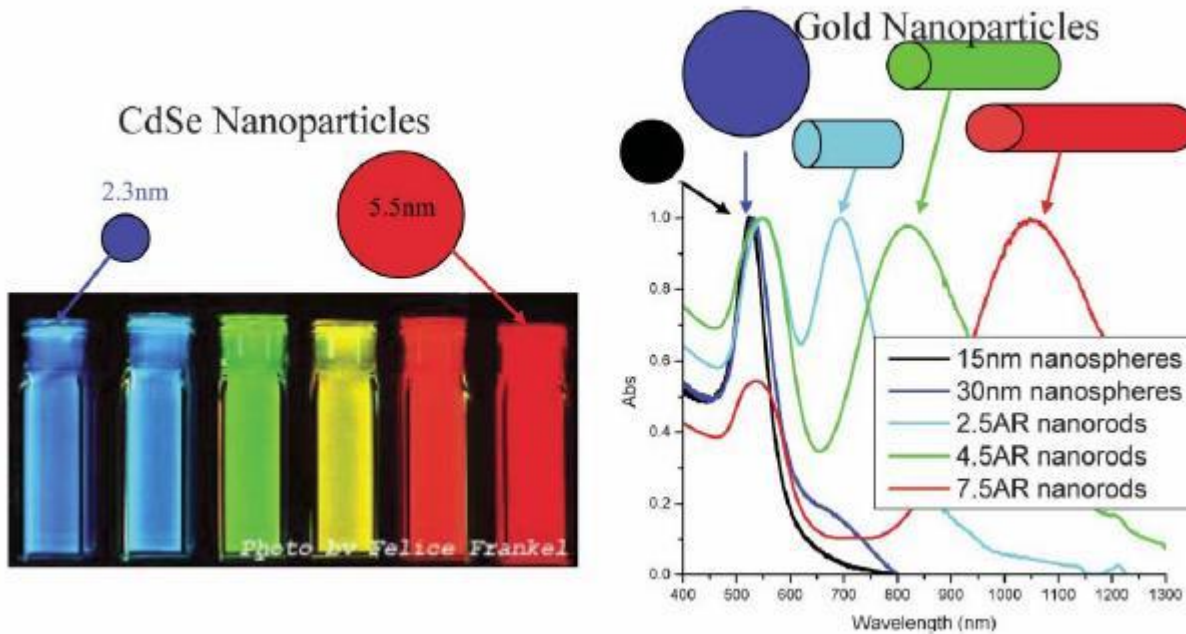 CdSe Nanoparticles
2.3nm
5.5nm
Photo by Felice Frankel
Gold Nanoparticles
1.0
0.8
0.6
0.4
0.2
0.0
Abs
400 500 600 700 800 900 1000 1100 1200 1300
Wavelength (nm)
15nm nanospheres
30nm nanospheres
2.5AR nanorods
4.5AR nanorods
7.5AR nanorods